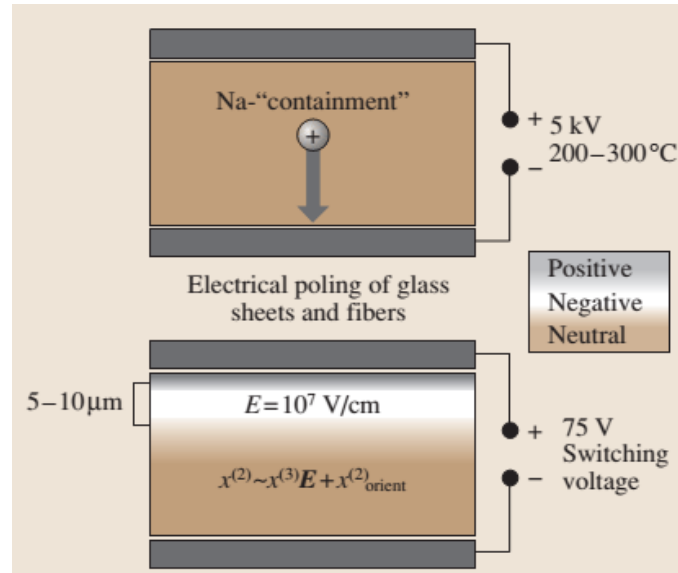 Na-“containment”
+
+ 5 kV
200–300°C
–
Electrical poling of glass
sheets and fibers
Positive
Negative
Neutral
5–10μm
E=10⁷ V/cm
+ 75 V
Switching
– voltage
x⁽²⁾~x⁽³⁾E+x⁽²⁾orient